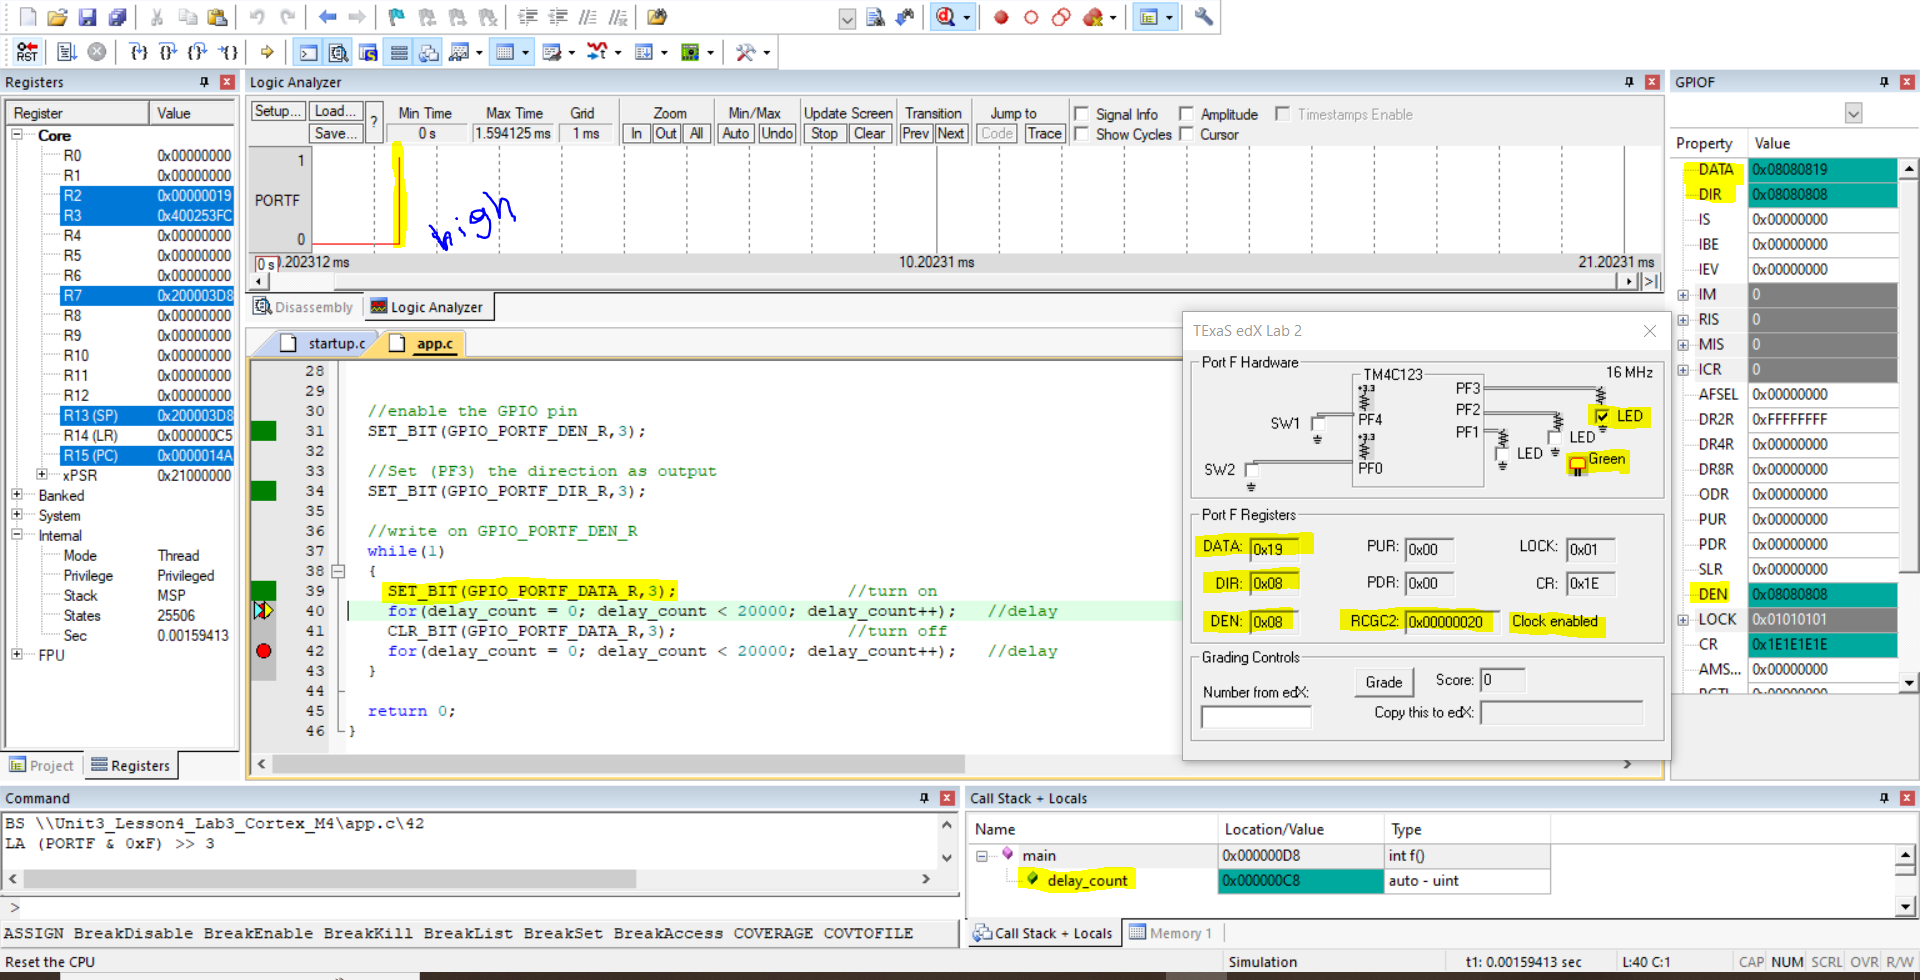 Registers
Register Value
Core
R0 0x00000000
R1 0x00000000
R2 0x00000019
R3 0x400253FC
R4 0x00000000
R5 0x00000000
R6 0x00000000
R7 0x200003D8
R8 0x00000000
R9 0x00000000
R10 0x00000000
R11 0x00000000
R12 0x00000000
R13 (SP) 0x200003D8
R14 (LR) 0x000000C5
R15 (PC) 0x0000014A
xPSR 0x21000000
Banked
System
Internal
Mode Thread
Privilege Privileged
Stack MSP
States 25506
Sec 0.00159413
FPU
Project Registers
Logic Analyzer
Setup... Load... ? Min Time Max Time Grid Zoom Min/Max Update Screen Transition Jump to Signal Info Amplitude Timestamps Enable
Save... 0 s 1.594125 ms 1 ms In Out All Auto Undo Stop Clear Prev Next Code Trace Show Cycles Cursor
1
PORTF
0
high
0 s 0.202312 ms 10.20231 ms 21.20231 ms
Disassembly Logic Analyzer
startup.c app.c
28
29
30 //enable the GPIO pin
31 SET_BIT(GPIO_PORTF_DEN_R,3);
32
33 //Set (PF3) the direction as output
34 SET_BIT(GPIO_PORTF_DIR_R,3);
35
36 //write on GPIO_PORTF_DEN_R
37 while(1)
38 {
39 SET_BIT(GPIO_PORTF_DATA_R,3); //turn on
40 for(delay_count = 0; delay_count < 20000; delay_count++); //delay
41 CLR_BIT(GPIO_PORTF_DATA_R,3); //turn off
42 for(delay_count = 0; delay_count < 20000; delay_count++); //delay
43 }
44
45 return 0;
46 }
TExaS edX Lab 2
Port F Hardware
16 MHz
TM4C123
+3.3
PF3
PF2
PF1
LED
SW1 PF4
LED
LED
+3.3
Green
SW2 PF0
Port F Registers
DATA: 0x19 PUR: 0x00 LOCK: 0x01
DIR: 0x08 PDR: 0x00 CR: 0x1E
DEN: 0x08 RCGC2: 0x00000020 Clock enabled
Grading Controls
Number from edX: Grade Score: 0
Copy this to edX:
GPIOF
Property Value
DATA 0x08080819
DIR 0x08080808
IS 0x00000000
IBE 0x00000000
IEV 0x00000000
IM 0
RIS 0
MIS 0
ICR 0
AFSEL 0x00000000
DR2R 0xFFFFFFFF
DR4R 0x00000000
DR8R 0x00000000
ODR 0x00000000
PUR 0x00000000
PDR 0x00000000
SLR 0x00000000
DEN 0x08080808
LOCK 0x01010101
CR 0x1E1E1E1E
AMS... 0x00000000
Command
BS \\Unit3_Lesson4_Lab3_Cortex_M4\app.c\42
LA (PORTF & 0xF) >> 3
>
ASSIGN BreakDisable BreakEnable BreakKill BreakList BreakSet BreakAccess COVERAGE COVTOFILE
Call Stack + Locals
Name Location/Value Type
main 0x000000D8 int f()
delay_count 0x000000C8 auto - uint
Call Stack + Locals Memory 1
Reset the CPU Simulation t1: 0.00159413 sec L:40 C:1 CAP NUM SCRL OVR R/W